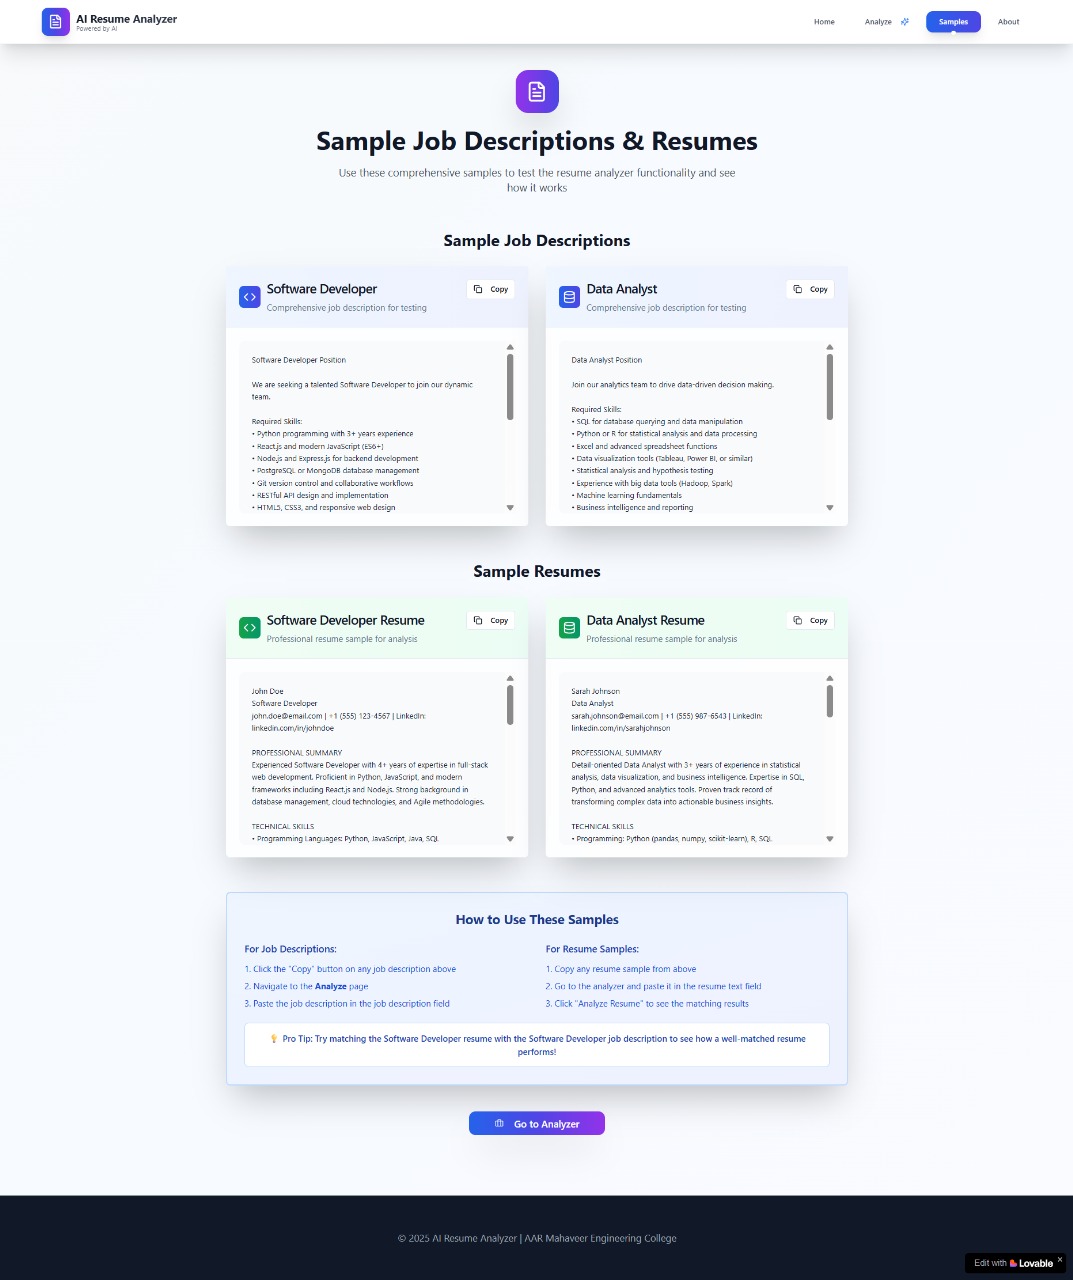 AI Resume Analyzer
Powered by AI
Home
Analyze
Samples
About
Sample Job Descriptions & Resumes
Use these comprehensive samples to test the resume analyzer functionality and see
how it works
Sample Job Descriptions
Software Developer
Comprehensive job description for testing
Copy
Software Developer Position
We are seeking a talented Software Developer to join our dynamic
team.
Required Skills:
• Python programming with 3+ years experience
• React.js and modern JavaScript (ES6+)
• Node.js and Express.js for backend development
• PostgreSQL or MongoDB database management
• Git version control and collaborative workflows
• RESTful API design and implementation
• HTML5, CSS3, and responsive web design
Data Analyst
Comprehensive job description for testing
Copy
Data Analyst Position
Join our analytics team to drive data-driven decision making.
Required Skills:
• SQL for database querying and data manipulation
• Python or R for statistical analysis and data processing
• Excel and advanced spreadsheet functions
• Data visualization tools (Tableau, Power BI, or similar)
• Statistical analysis and hypothesis testing
• Experience with big data tools (Hadoop, Spark)
• Machine learning fundamentals
• Business intelligence and reporting
Sample Resumes
Software Developer Resume
Professional resume sample for analysis
Copy
John Doe
Software Developer
john.doe@email.com | +1 (555) 123-4567 | LinkedIn:
linkedin.com/in/johndoe
PROFESSIONAL SUMMARY
Experienced Software Developer with 4+ years of expertise in full-stack
web development. Proficient in Python, JavaScript, and modern
frameworks including React.js and Node.js. Strong background in
database management, cloud technologies, and Agile methodologies.
TECHNICAL SKILLS
• Programming Languages: Python, JavaScript, Java, SQL
Data Analyst Resume
Professional resume sample for analysis
Copy
Sarah Johnson
Data Analyst
sarah.johnson@email.com | +1 (555) 987-6543 | LinkedIn:
linkedin.com/in/sarahjohnson
PROFESSIONAL SUMMARY
Detail-oriented Data Analyst with 3+ years of experience in statistical
analysis, data visualization, and business intelligence. Expertise in SQL,
Python, and advanced analytics tools. Proven track record of
transforming complex data into actionable business insights.
TECHNICAL SKILLS
• Programming: Python (pandas, numpy, scikit-learn), R, SQL
How to Use These Samples
For Job Descriptions:
1. Click the "Copy" button on any job description above
2. Navigate to the Analyze page
3. Paste the job description in the job description field
For Resume Samples:
1. Copy any resume sample from above
2. Go to the analyzer and paste it in the resume text field
3. Click "Analyze Resume" to see the matching results
💡 Pro Tip: Try matching the Software Developer resume with the Software Developer job description to see how a well-matched resume
performs!
Go to Analyzer
© 2025 AI Resume Analyzer | AAR Mahaveer Engineering College
Edit with Lovable ×